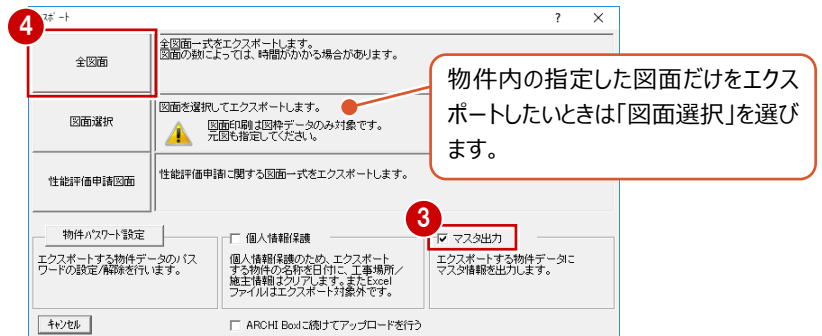 エクスポート ? ×
4
全図面
全図面一式をエクスポートします。
図面の数によっては、時間がかかる場合があります。
物件内の指定した図面だけをエクス
ポートしたいときは「図面選択」を選び
ます。
図面選択
図面を選択してエクスポートします。
図面印刷は図枠データのみ対象です。
元図も指定してください。
性能評価申請図面
性能評価申請に関する図面一式をエクスポートします。
3
物件パスワード設定
エクスポートする物件データのパス
ワードの設定/解除を行います。
個人情報保護
個人情報保護のため、エクスポート
する物件の名称を日付に、工事場所/
施主情報はクリアします。またExcel
ファイルはエクスポート対象外です。
マスタ出力
エクスポートする物件データに
マスタ情報を出力します。
キャンセル
ARCHI Boxに続けてアップロードを行う